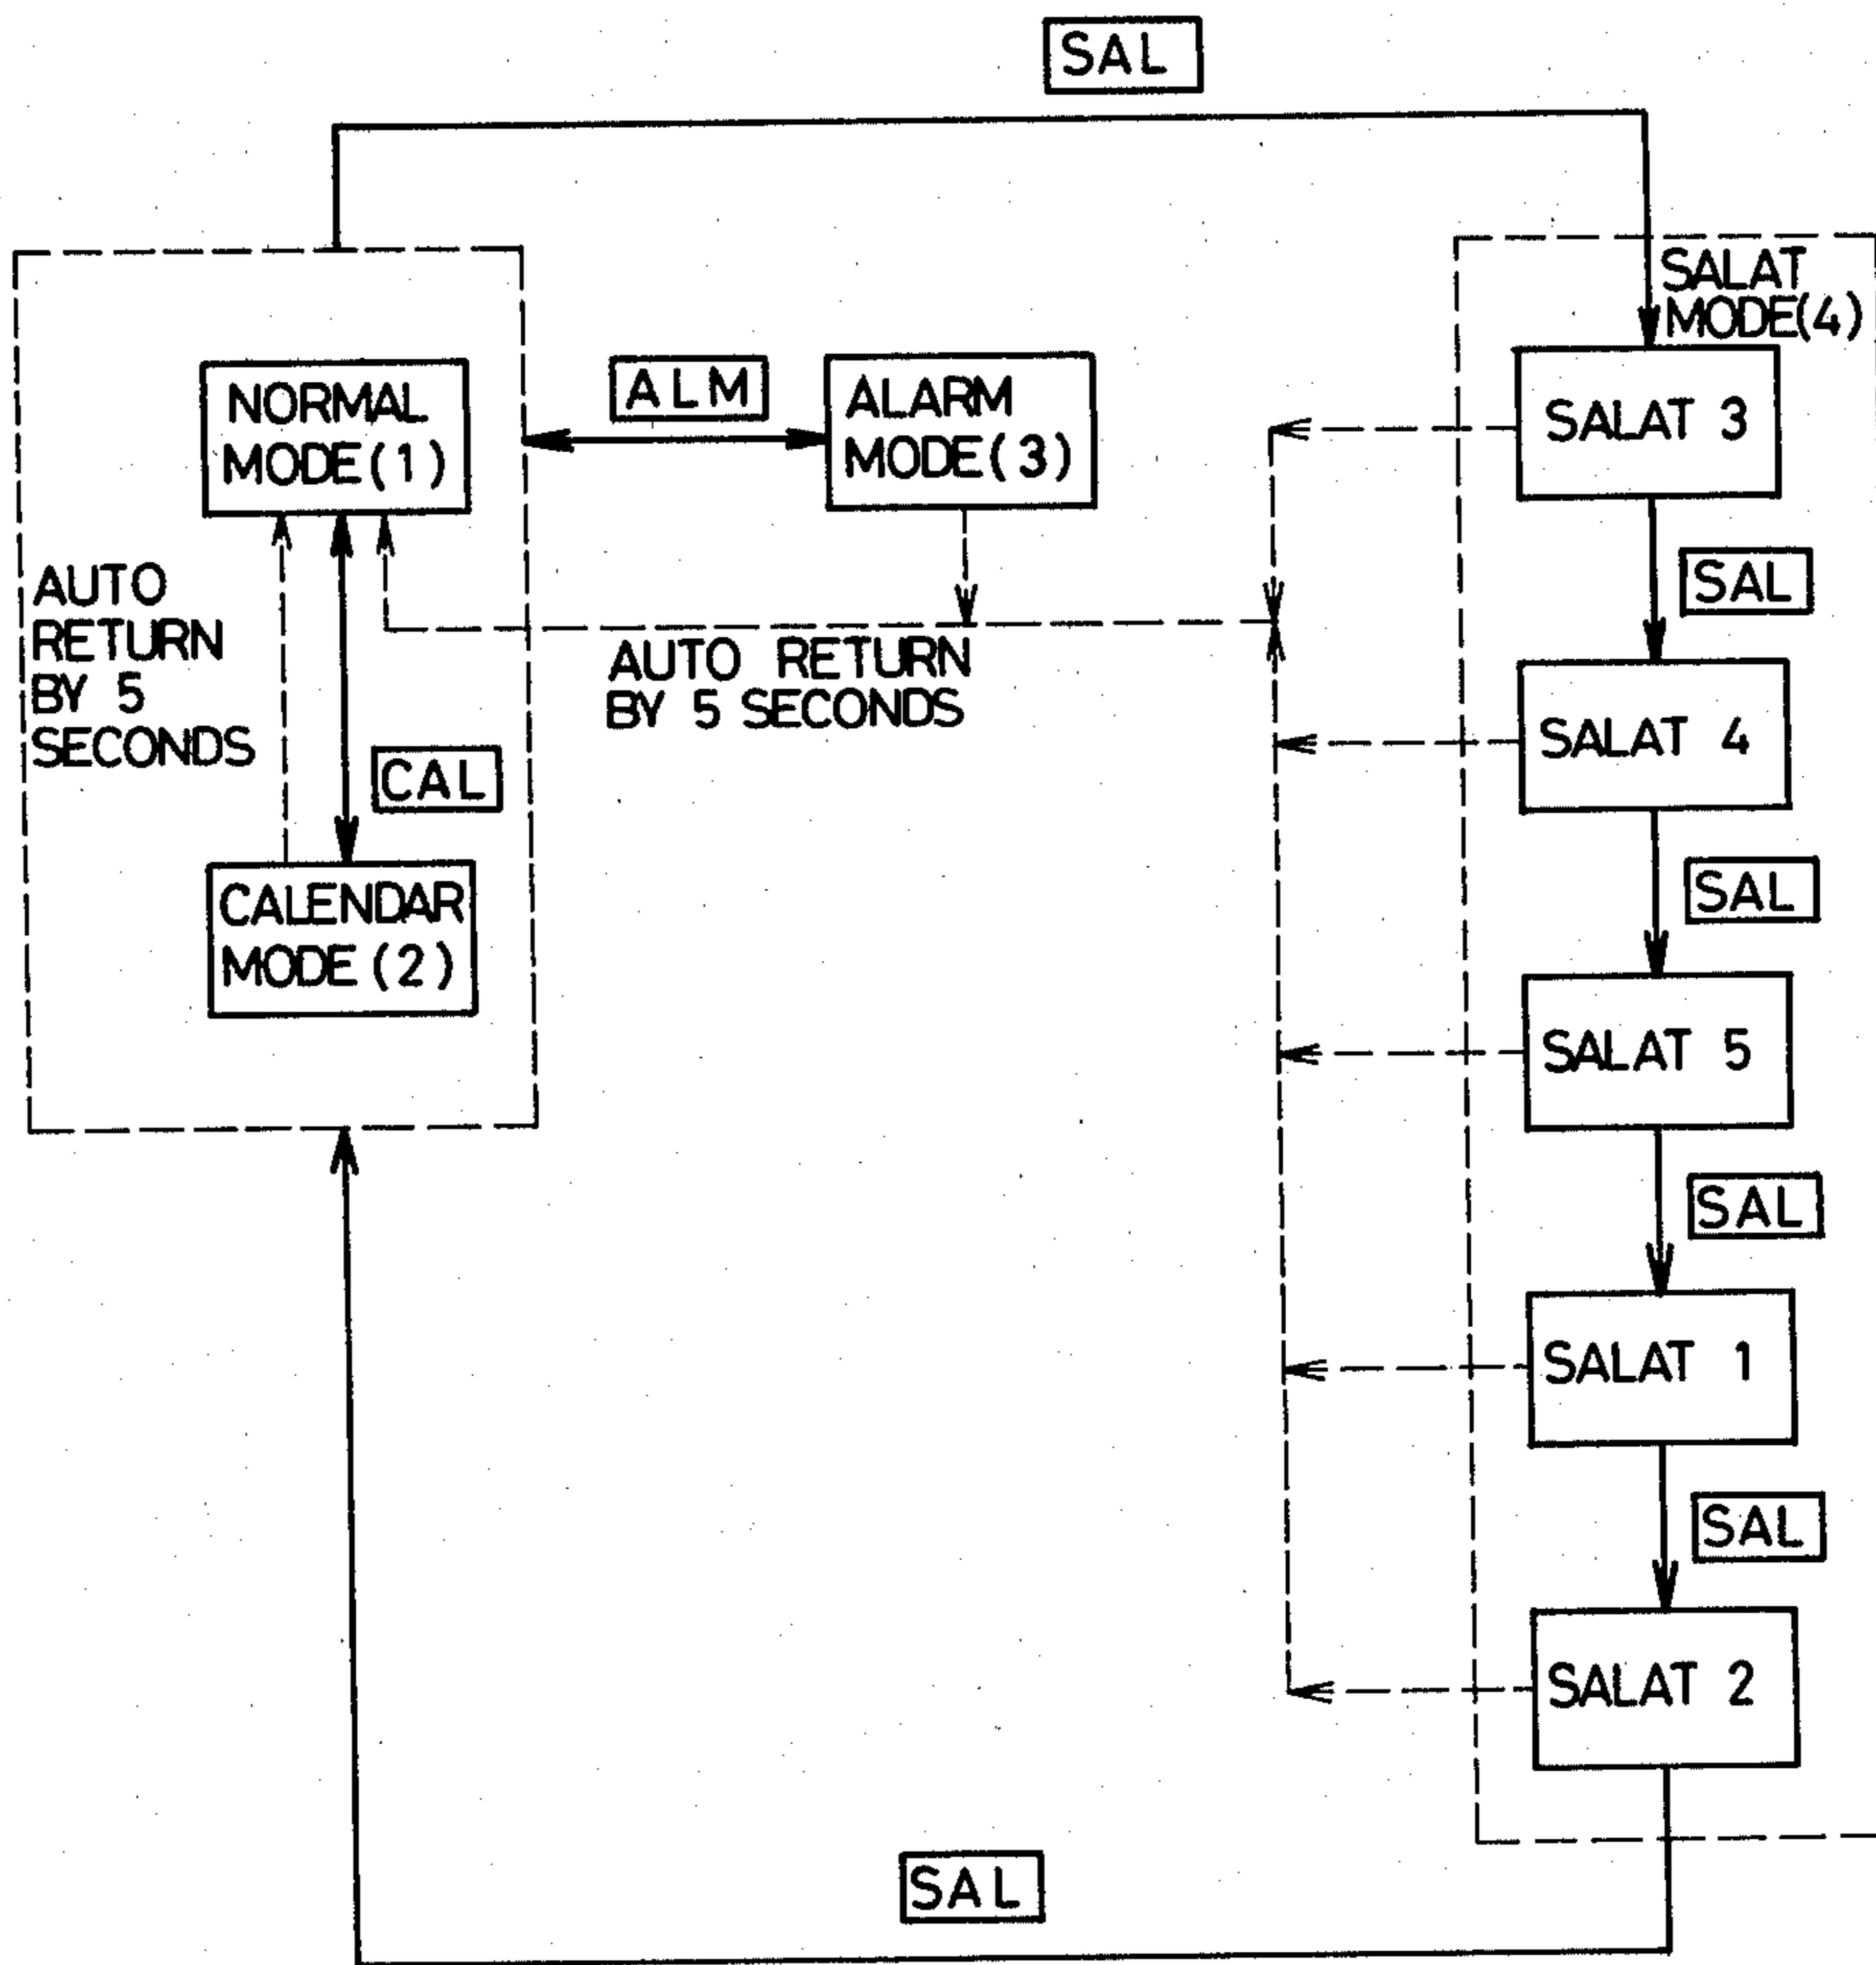 SAL
SALAT
MODE(4)
NORMAL
MODE(1)
ALM
ALARM
MODE(3)
SALAT 3
AUTO
RETURN
BY 5
SECONDS
SAL
AUTO RETURN
BY 5 SECONDS
SALAT 4
CAL
SAL
CALENDAR
MODE(2)
SALAT 5
SAL
SALAT 1
SAL
SALAT 2
SAL